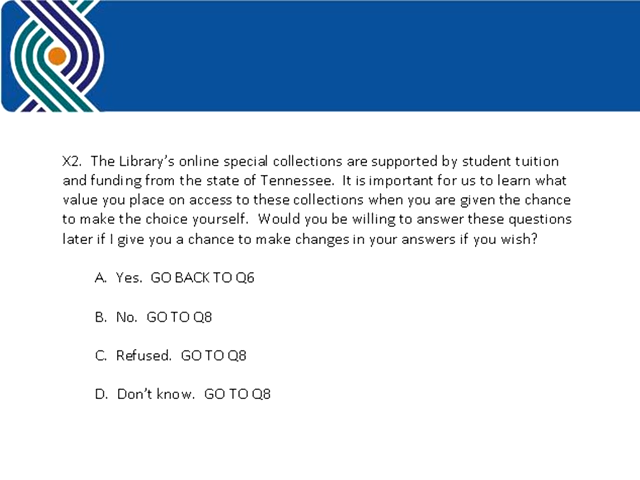 X2.  The Library’s online special collections are supported by student tuition
and funding from the state of Tennessee.  It is important for us to learn what
value you place on access to these collections when you are given the chance
to make the choice yourself.  Would you be willing to answer these questions
later if I give you a chance to make changes in your answers if you wish?
A.  Yes.  GO BACK TO Q6
B.  No.  GO TO Q8
C.  Refused.  GO TO Q8
D.  Don’t know.  GO TO Q8